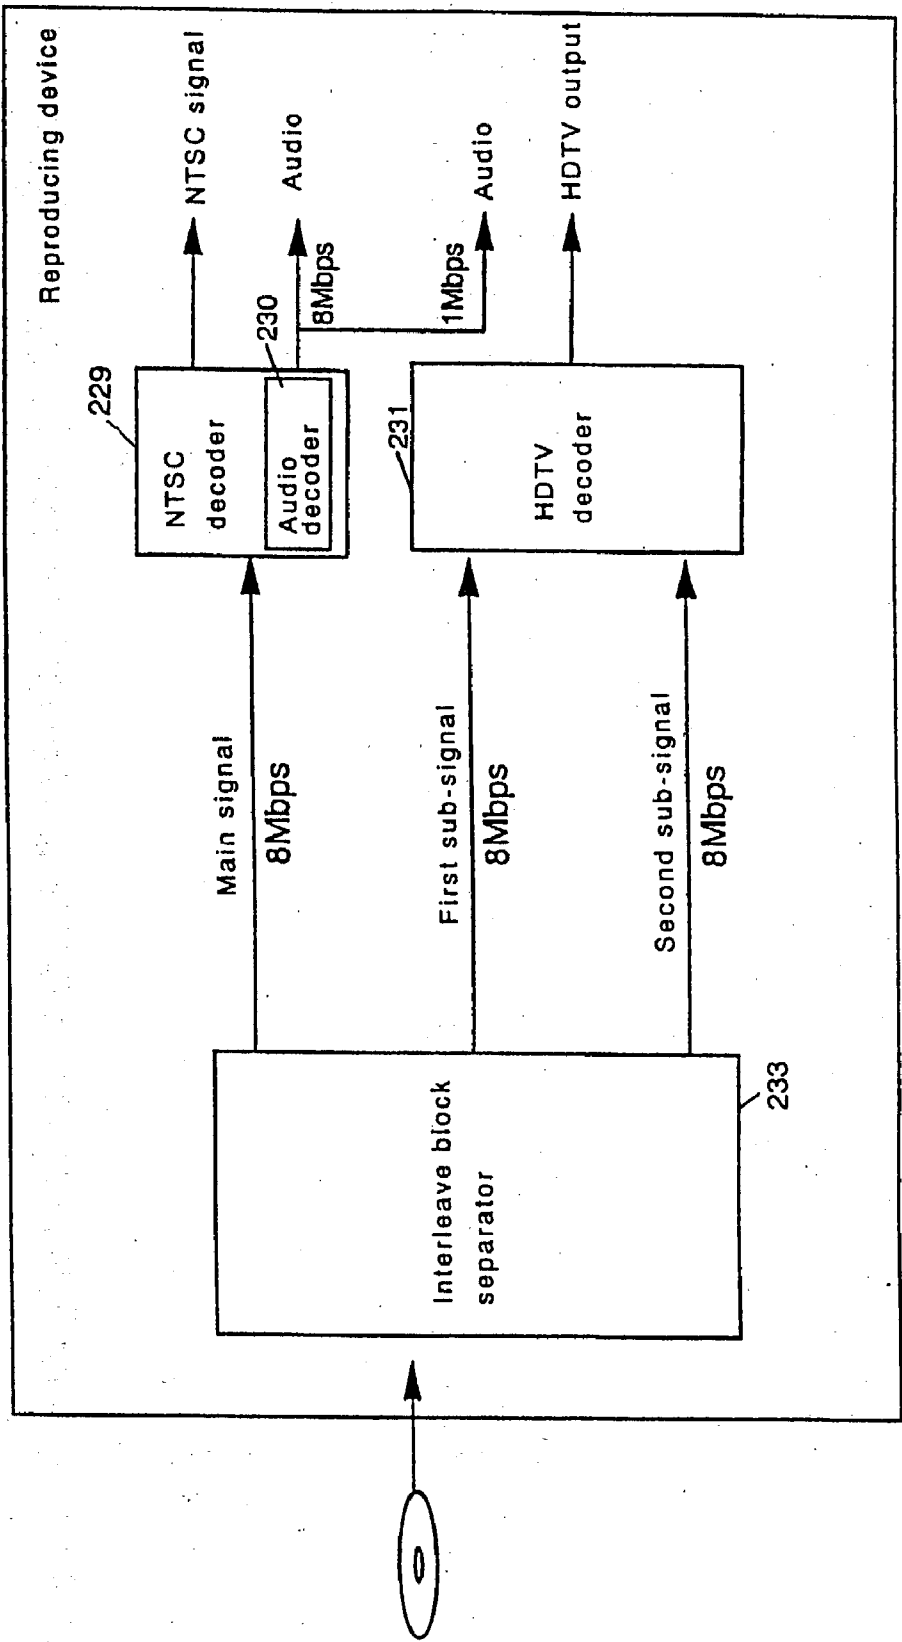 Reproducing device
229
NTSC
decoder
Audio
decoder
230
NTSC signal
Audio
8Mbps
1Mbps
Audio
HDTV output
231
HDTV
decoder
Main signal
8Mbps
First sub-signal
8Mbps
Second sub-signal
8Mbps
Interleave block
separator
233